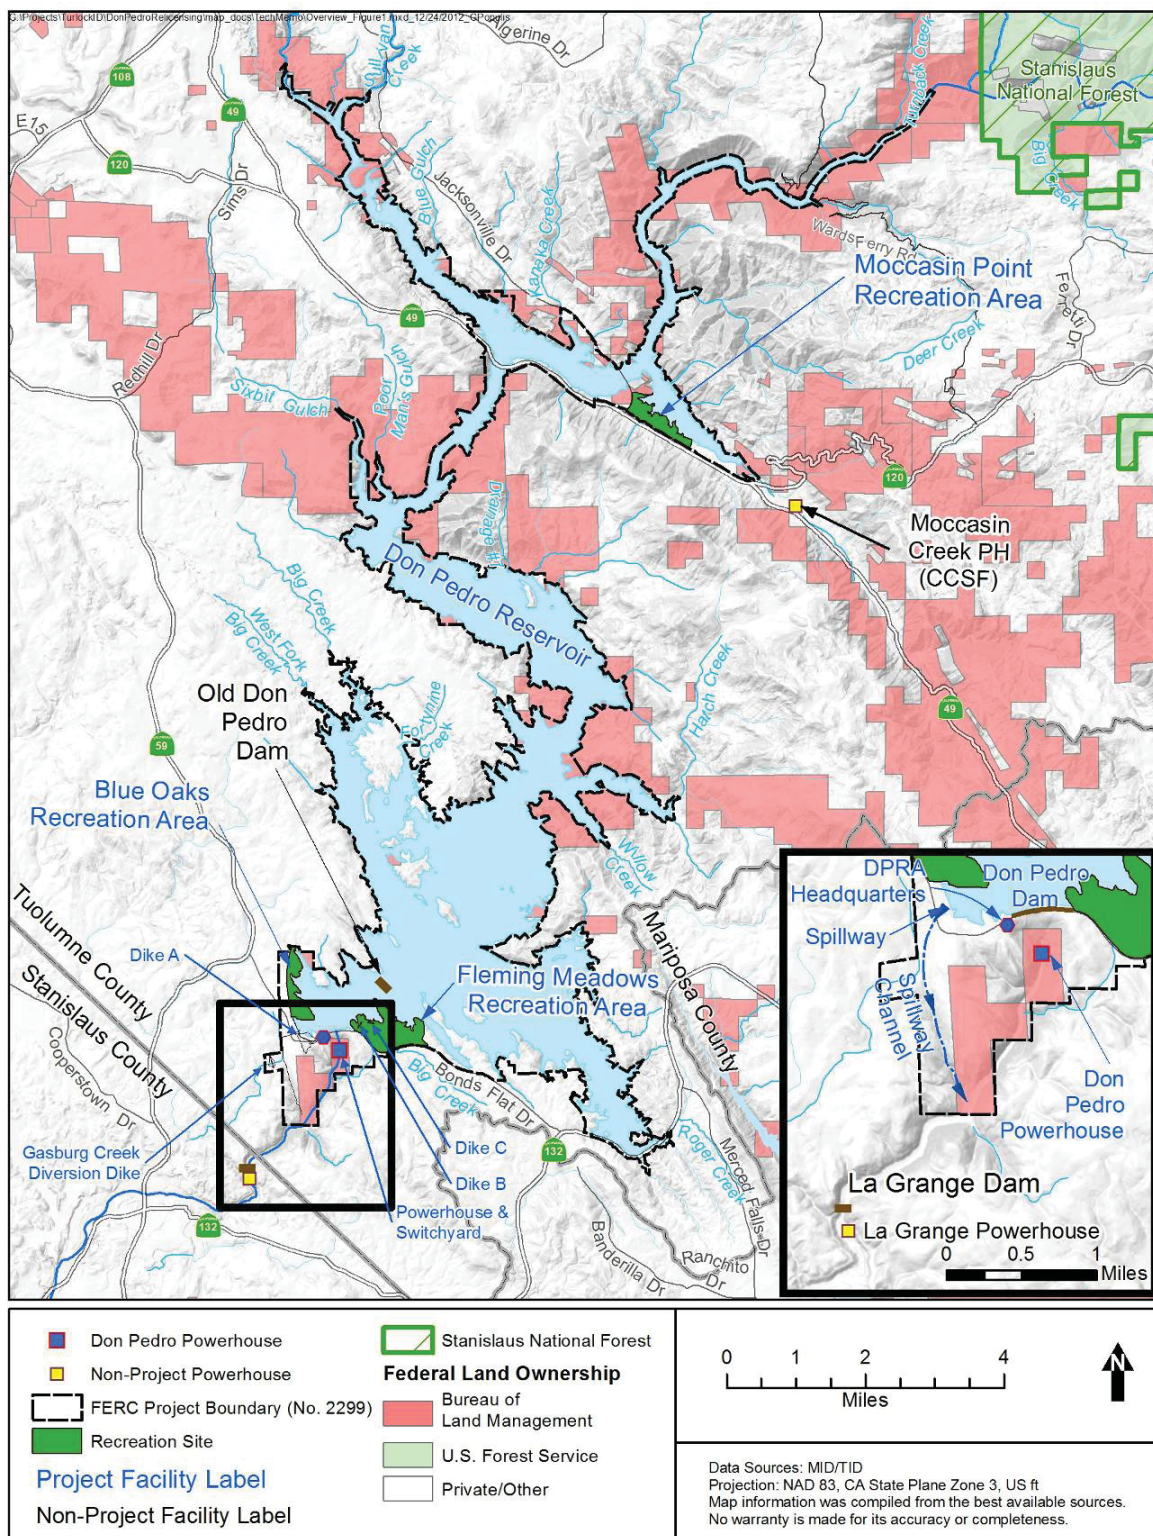 G:\Projects\TurlockID\DonPedroRelicensing\map_docs\TechMemo\Overview_Figure1.mxd_12/24/2012_GPopolis
Algerine Dr
Sullivan
Creek
Turnback Creek
Stanislaus
National Forest
108
49
E15
120
Big
Creek
Sims Dr
Blue Gulch
Jacksonville Dr
Kanaka Creek
Wards Ferry Rd
Moccasin Point
Recreation Area
Ferretti Dr
49
Deer Creek
Redhill Dr
Sixbit Gulch
Poor
Man's Gulch
Drainage #1
120
Moccasin
Creek PH
(CCSF)
Don Pedro Reservoir
Big Creek
West Fork
Big Creek
Harch Creek
Old Don
Pedro
Dam
Fortynine
Creek
49
59
Blue Oaks
Recreation Area
Willow
Creek
Tuolumne County
Stanislaus County
Mariposa County
Dike A
Fleming Meadows
Recreation Area
Cooperstown Dr
Gasburg Creek
Diversion Dike
Bonds Flat Dr
Big Creek
Dike C
Dike B
Powerhouse &
Switchyard
132
132
Roger Creek
Merced Falls Dr
Banderilla Dr
Ranchito
Dr
DPRA
Headquarters
Don Pedro
Dam
Spillway
Spillway
Channel
Don
Pedro
Powerhouse
La Grange Dam
La Grange Powerhouse
0 0.5 1
Miles
Don Pedro Powerhouse
Non-Project Powerhouse
FERC Project Boundary (No. 2299)
Recreation Site
Project Facility Label
Non-Project Facility Label
Stanislaus National Forest
Federal Land Ownership
Bureau of
Land Management
U.S. Forest Service
Private/Other
0 1 2 4
Miles
N
Data Sources: MID/TID
Projection: NAD 83, CA State Plane Zone 3, US ft
Map information was compiled from the best available sources.
No warranty is made for its accuracy or completeness.